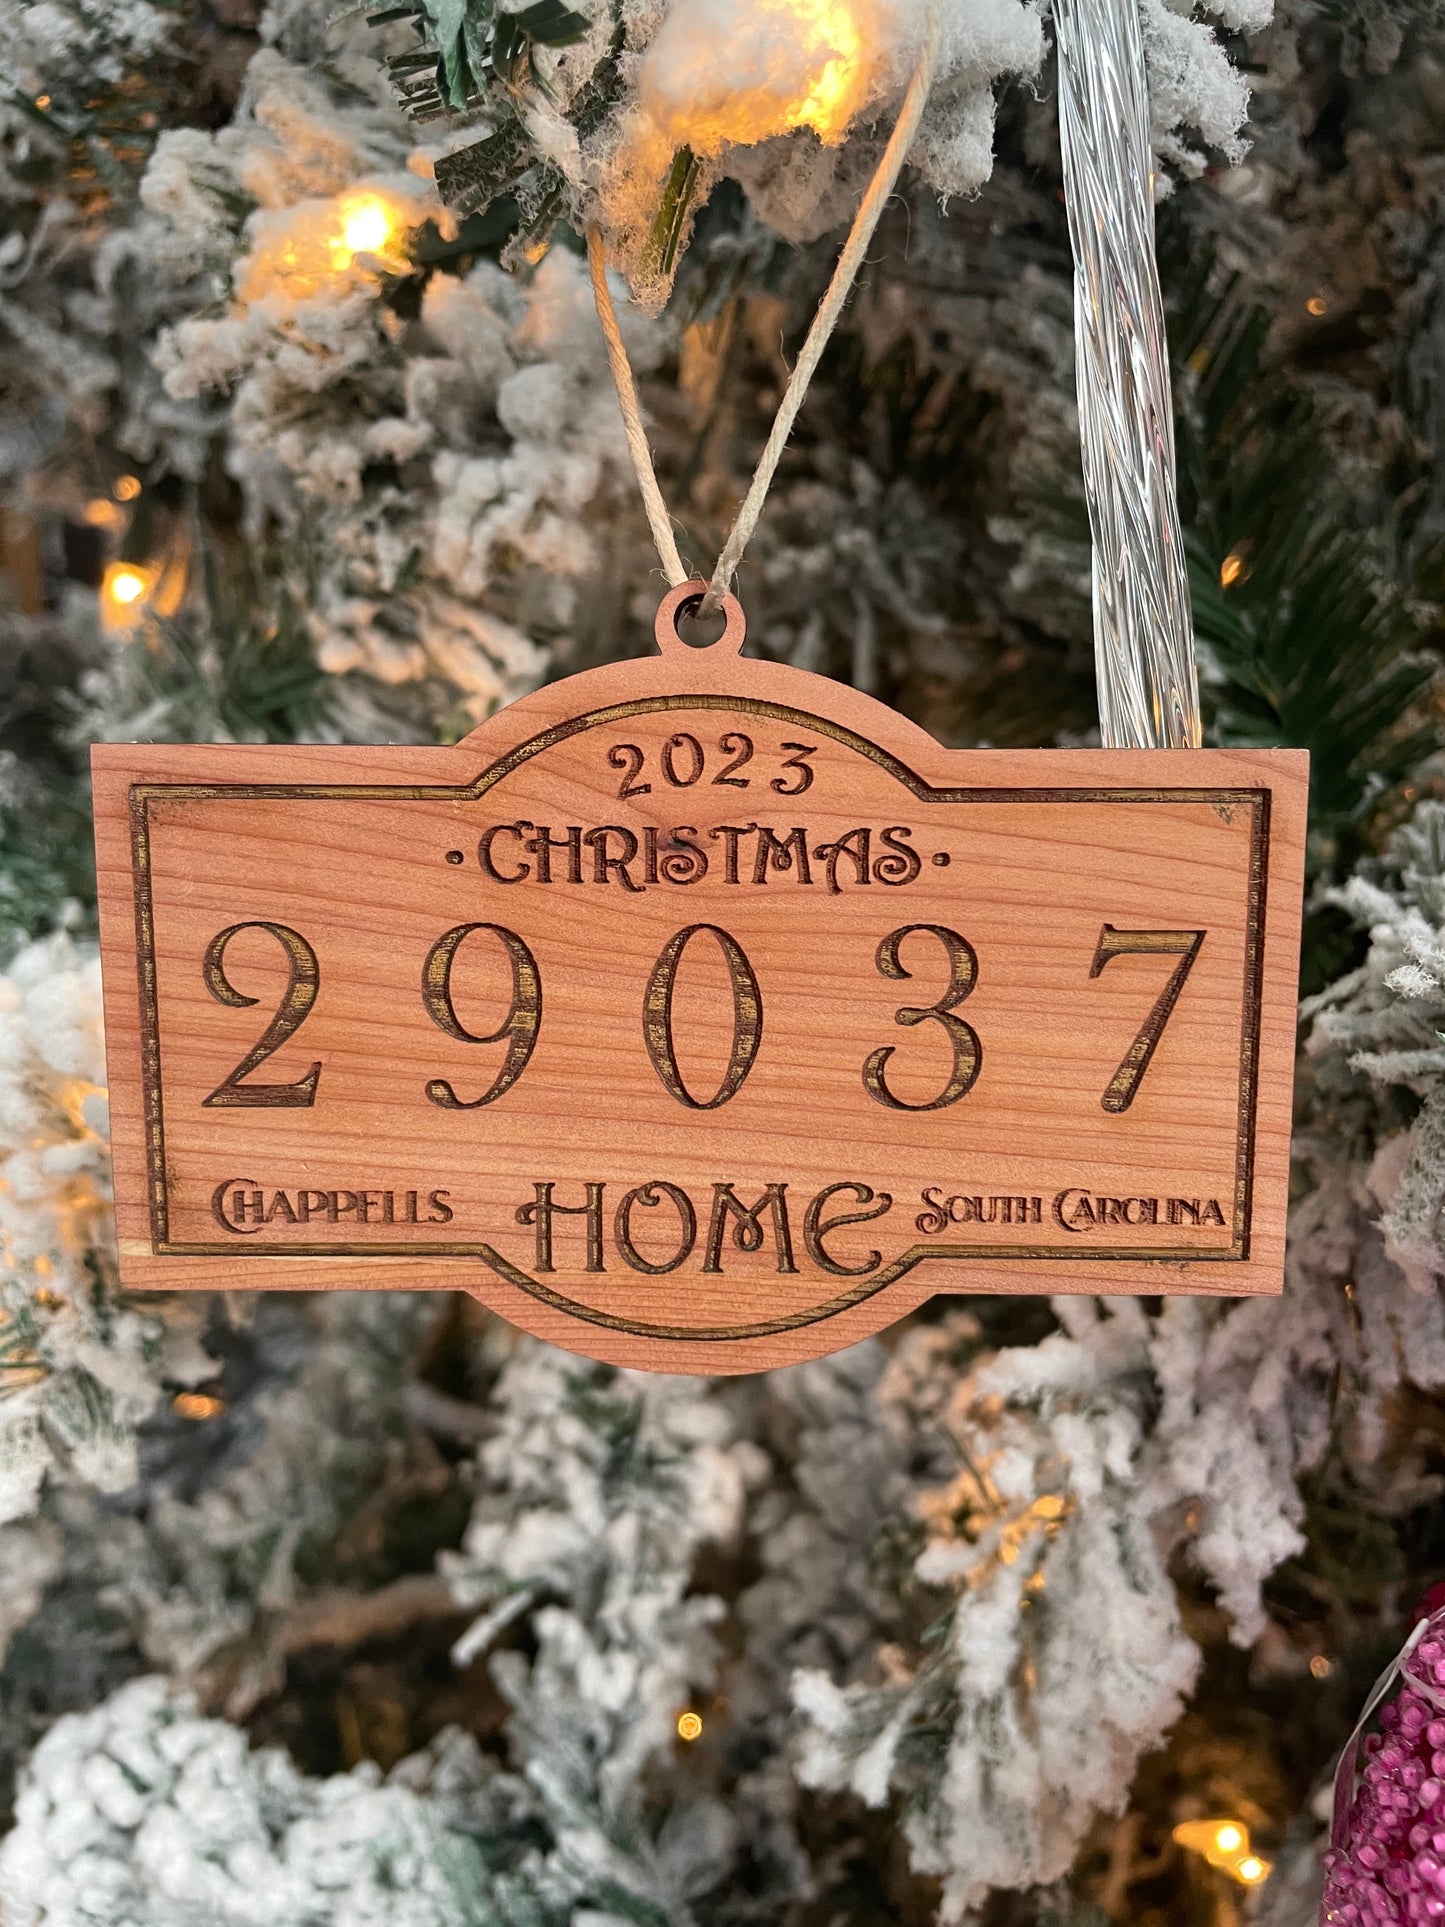 2023
·CHRISTMAS·
29037
CHAPPELLS HOME SOUTH CAROLINA